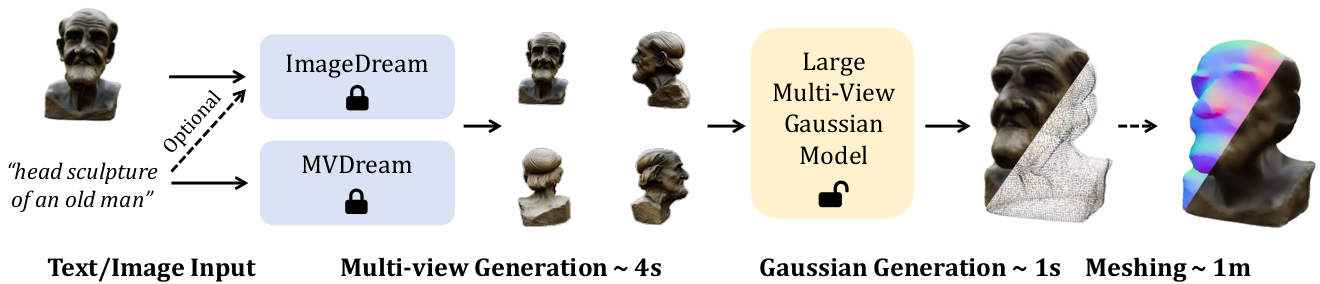 ImageDream
Optional
"head sculpture
of an old man"
MVDream
Large
Multi-View
Gaussian
Model
Text/Image Input
Multi-view Generation ~ 4s
Gaussian Generation ~ 1s
Meshing ~ 1m